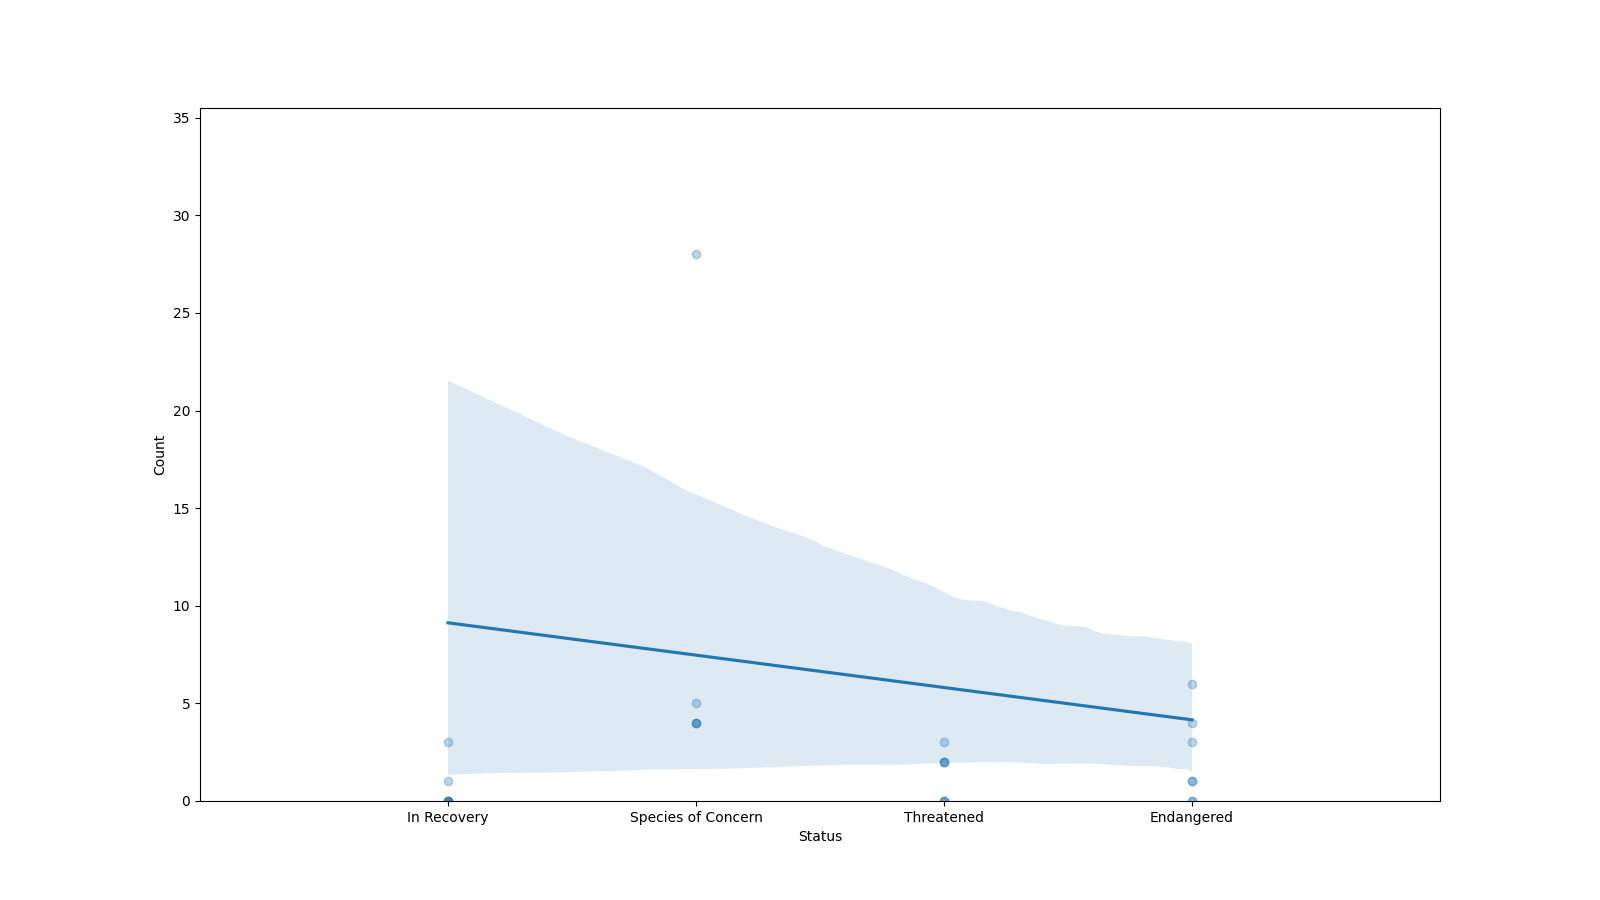 35
30
25
20
15
10
5
0
Count
In Recovery Species of Concern Threatened Endangered
Status